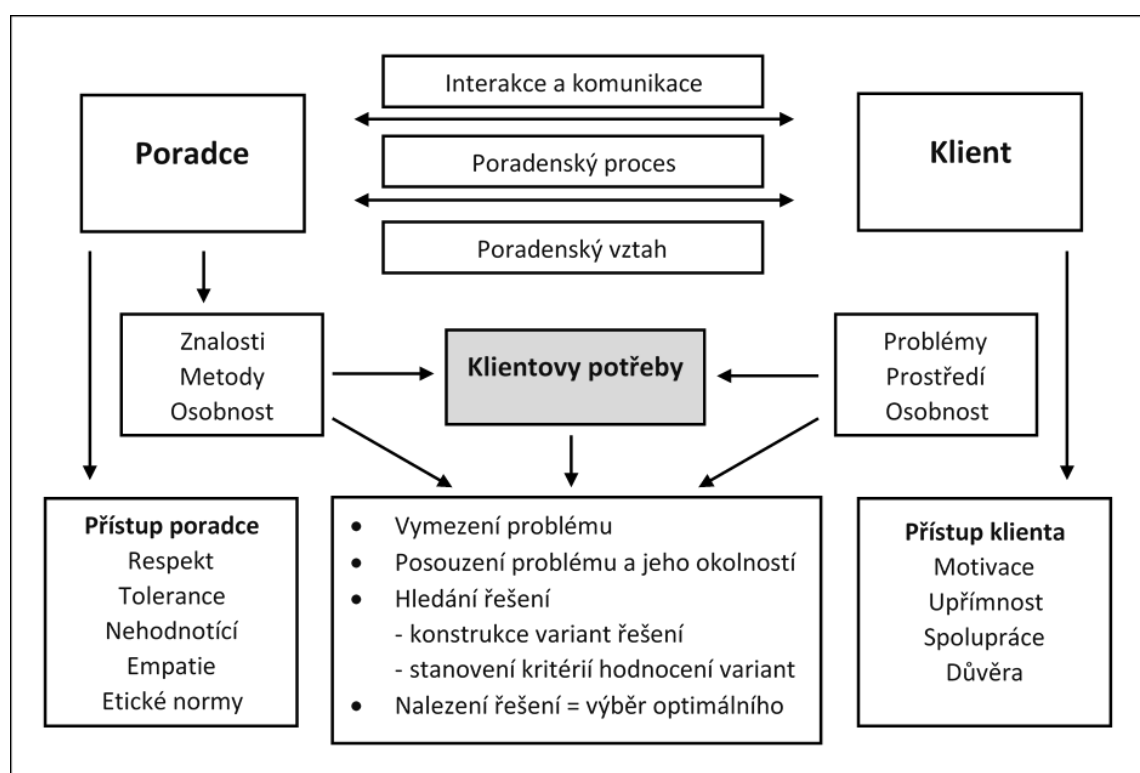 Interakce a komunikace
Poradce
Klient
Poradenský proces
Poradenský vztah
Znalosti
Metody
Osobnost
Klientovy potřeby
Problémy
Prostředí
Osobnost
Přístup poradce
Respekt
Tolerance
Nehodnotící
Empatie
Etické normy
• Vymezení problému
• Posouzení problému a jeho okolností
• Hledání řešení
- konstrukce variant řešení
- stanovení kritérií hodnocení variant
• Nalezení řešení = výběr optimálního
Přístup klienta
Motivace
Upřímnost
Spolupráce
Důvěra